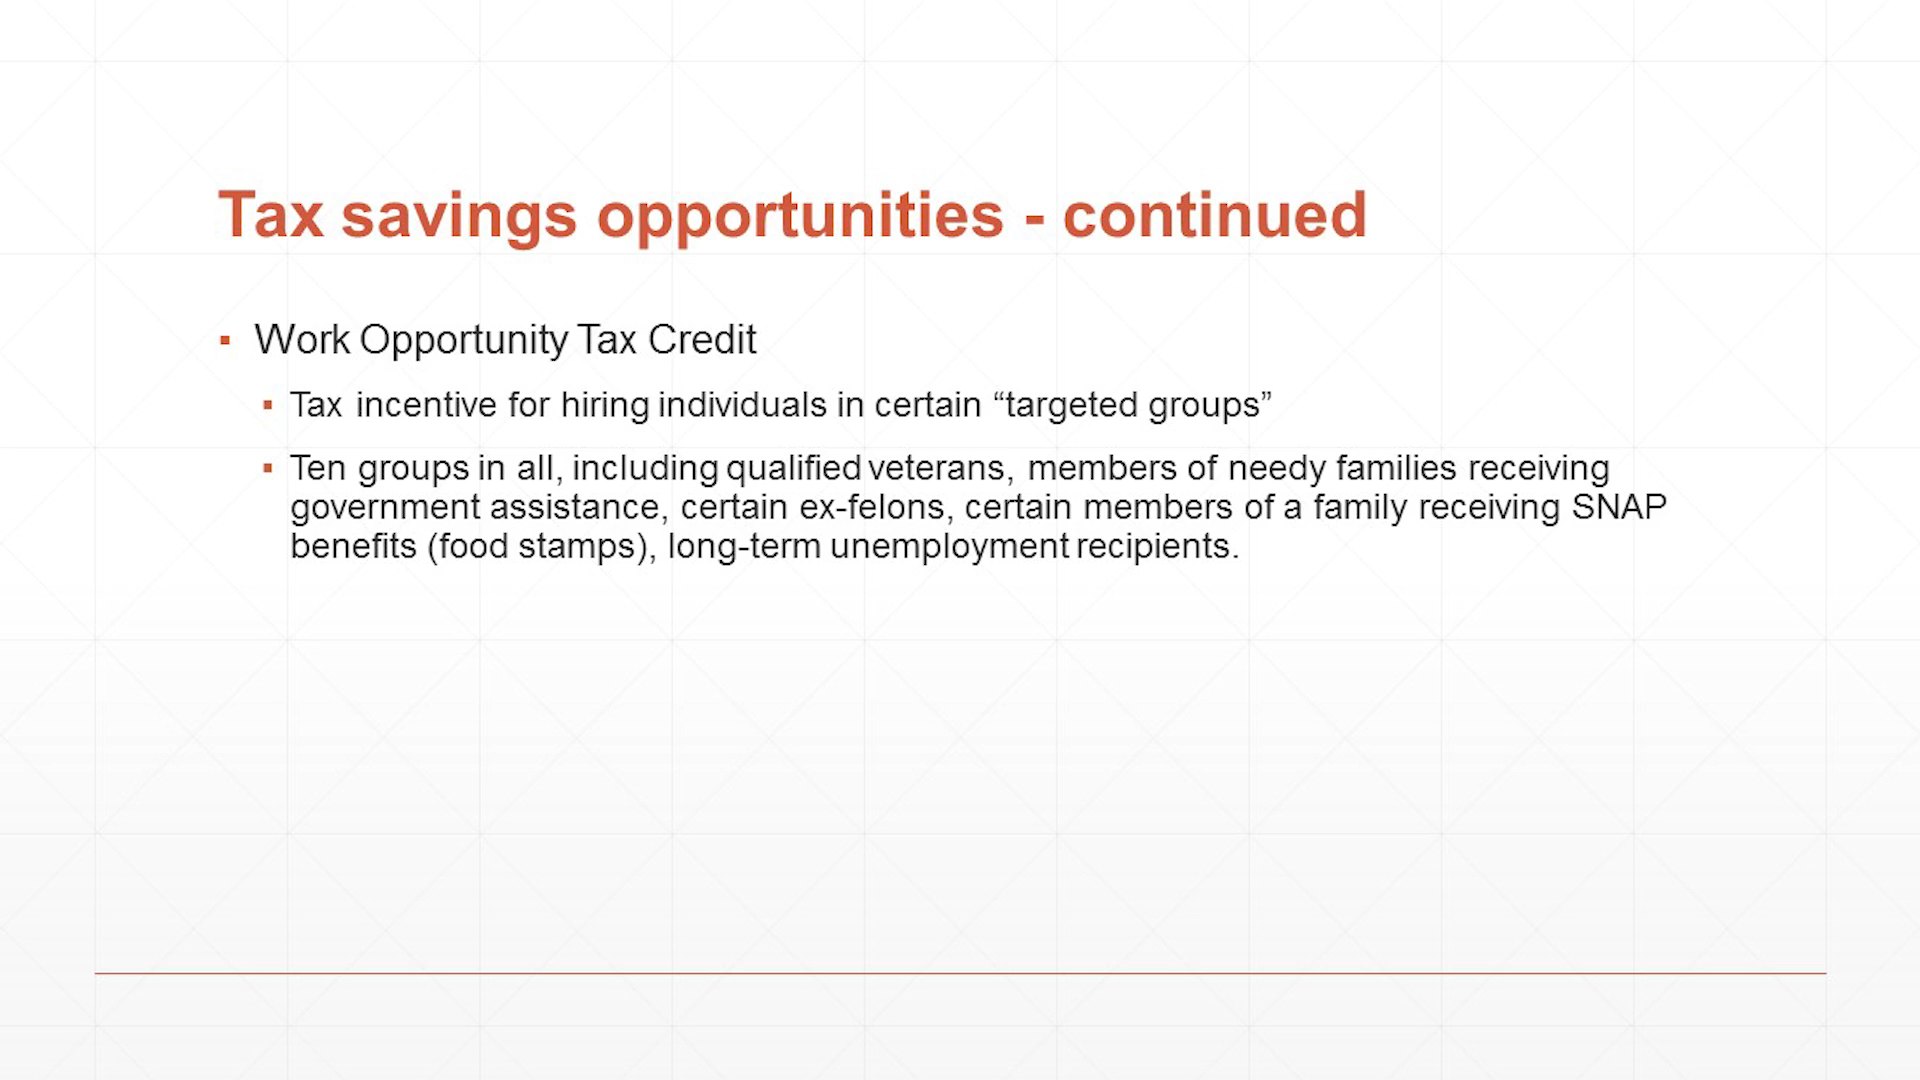 Tax savings opportunities - continued
▪ Work Opportunity Tax Credit
▪ Tax incentive for hiring individuals in certain “targeted groups”
▪ Ten groups in all, including qualified veterans, members of needy families receiving
government assistance, certain ex-felons, certain members of a family receiving SNAP
benefits (food stamps), long-term unemployment recipients.